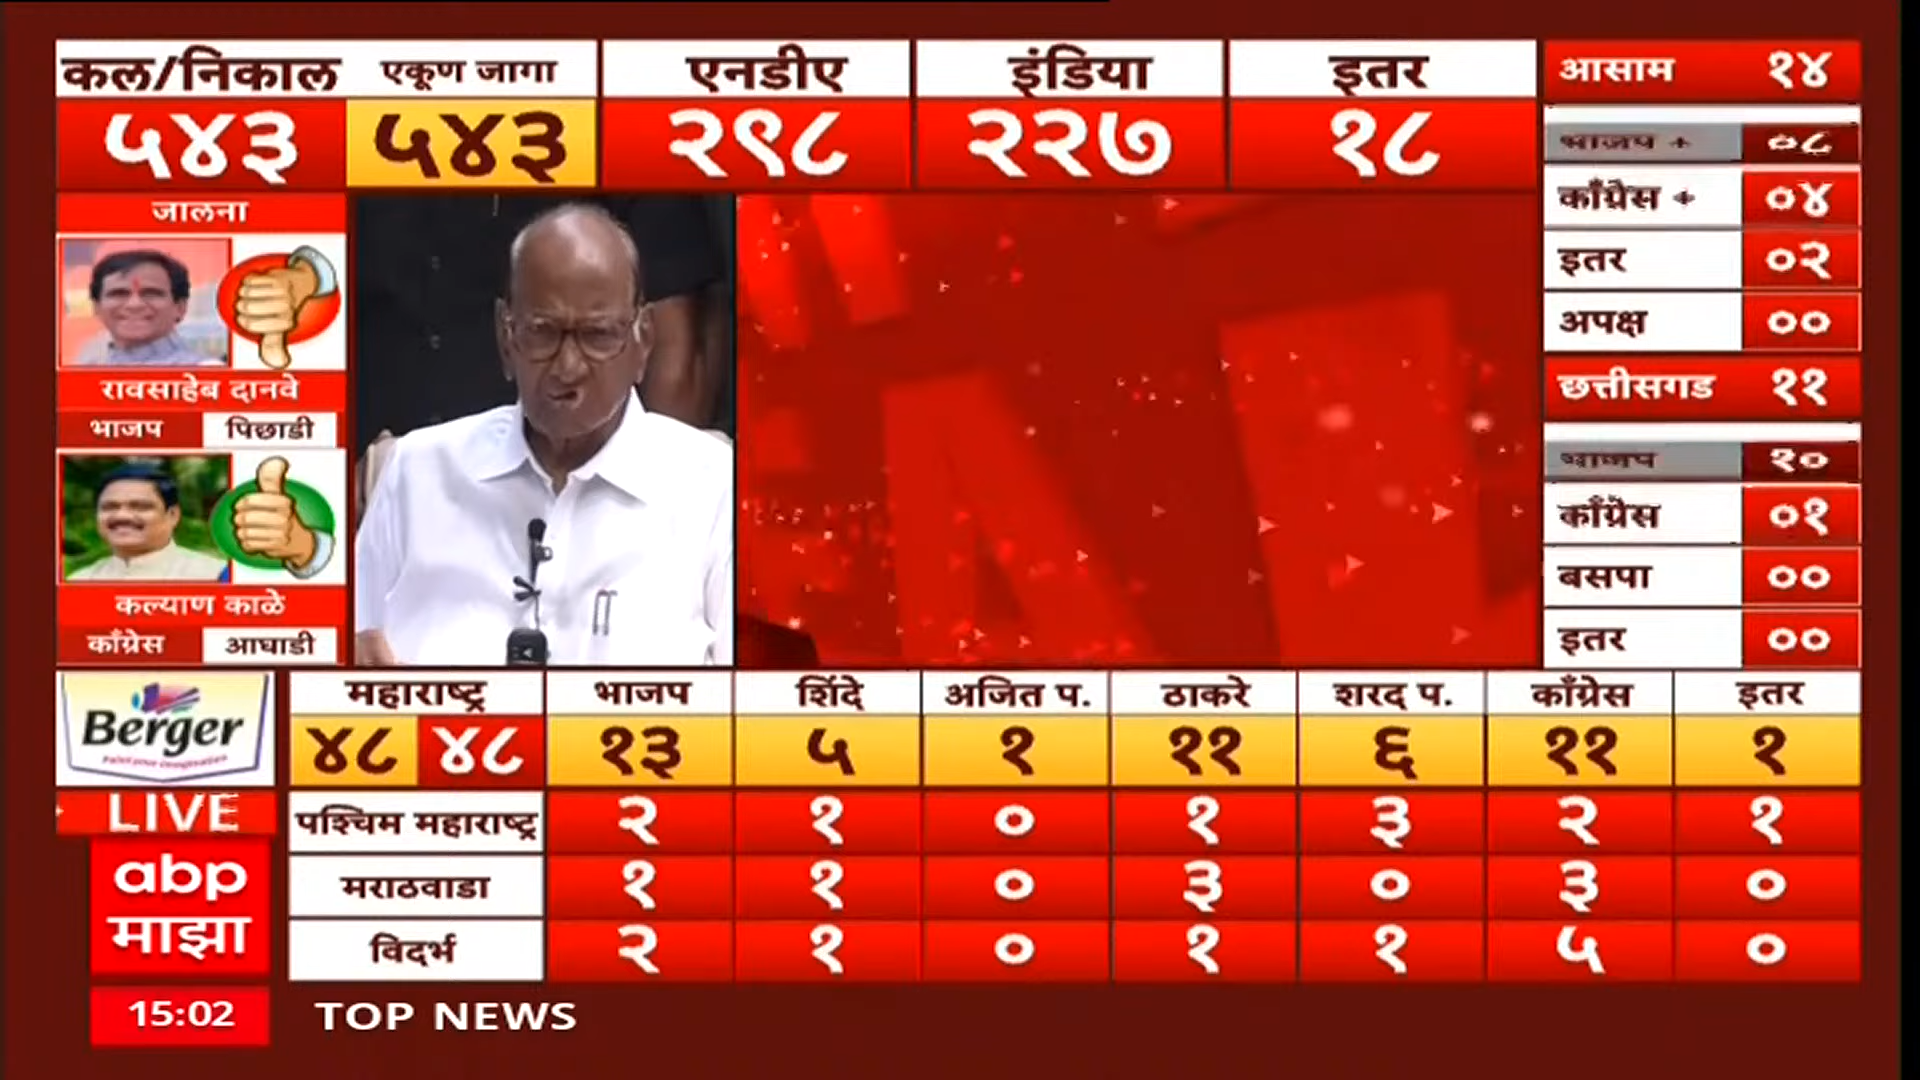 कल/निकाल एकूण जागा एनडीए इंडिया इतर
५४३ ५४३ २९८ २२७ १८
जालना
रावसाहेब दानवे
भाजप पिछाडी
कल्याण काळे
काँग्रेस आघाडी
आसाम १४
भाजप + ०८
काँग्रेस + ०४
इतर ०२
अपक्ष ००
छत्तीसगड ११
भाजप १०
काँग्रेस ०१
बसपा ००
इतर ००
Berger
Paint your imagination
महाराष्ट्र भाजप शिंदे अजित प. ठाकरे शरद प. काँग्रेस इतर
४८ ४८ १३ ५ १ ११ ६ ११ १
पश्चिम महाराष्ट्र २ १ ० १ ३ २ १
मराठवाडा १ १ ० ३ ० ३ ०
विदर्भ २ १ ० १ १ ५ ०
LIVE
abp
माझा
15:02 TOP NEWS